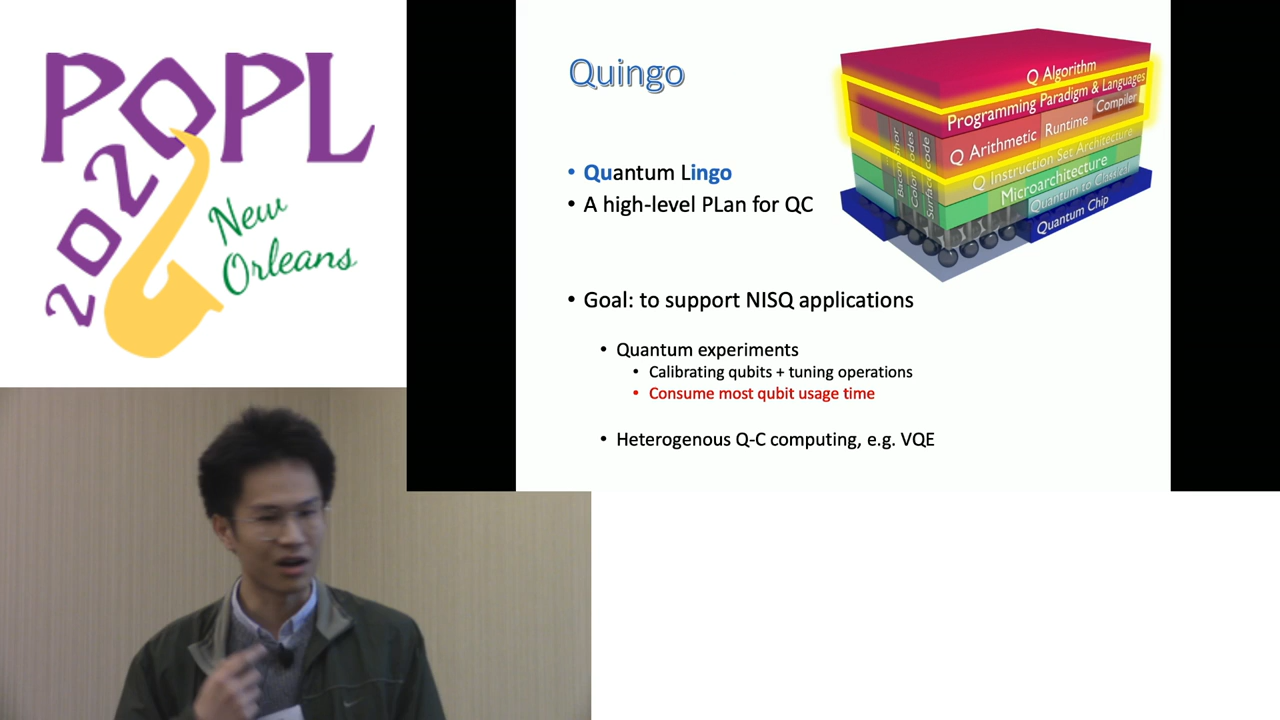 POPL
2020
New
Orleans
Quingo
• Quantum Lingo
• A high-level PLan for QC
• Goal: to support NISQ applications
• Quantum experiments
• Calibrating qubits + tuning operations
• Consume most qubit usage time
• Heterogenous Q-C computing, e.g. VQE
Q Algorithm
Programming Paradigm & Languages
Compiler
Q Arithmetic
Runtime
Q Instruction Set Architecture
Microarchitecture
Quantum to Classical
Quantum Chip
Surface code